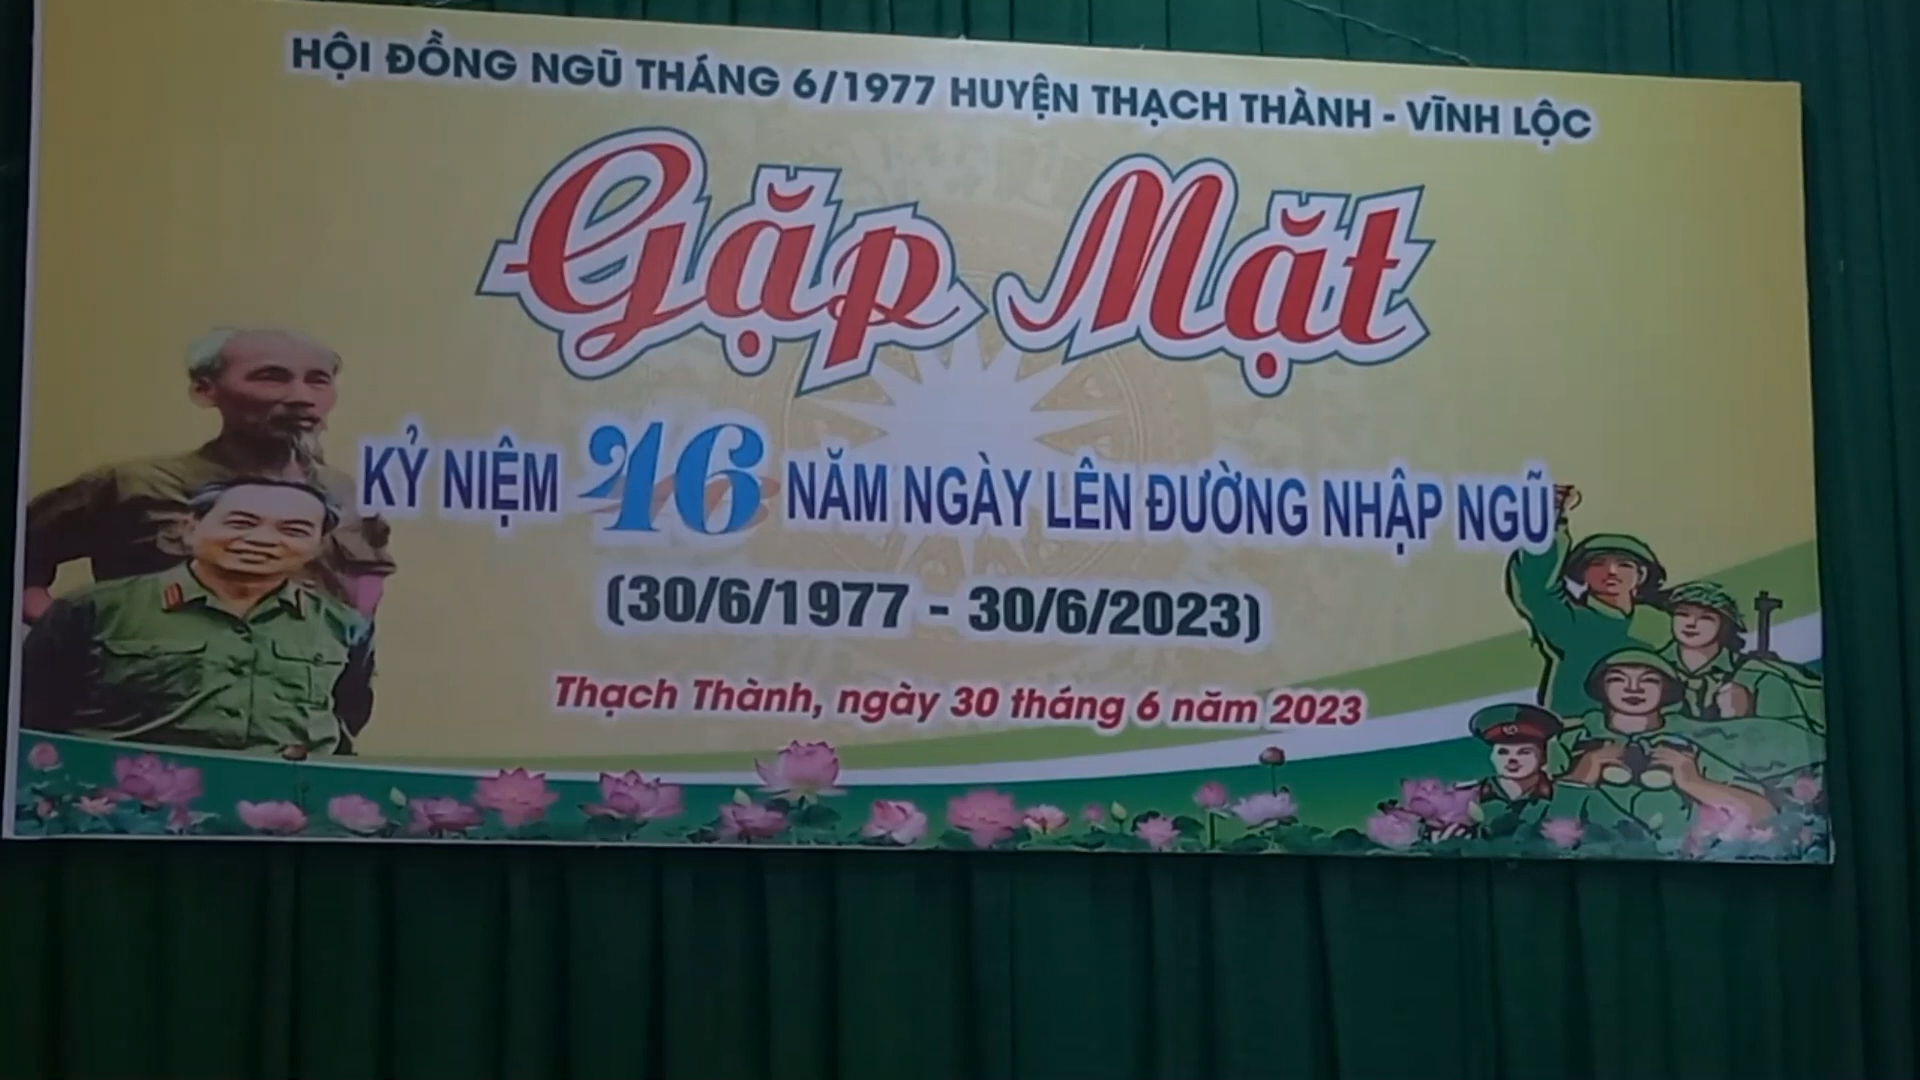 HỘI ĐỒNG NGŨ THÁNG 6/1977 HUYỆN THẠCH THÀNH - VĨNH LỘC
Gặp Mặt
KỶ NIỆM 46 NĂM NGÀY LÊN ĐƯỜNG NHẬP NGŨ
(30/6/1977 - 30/6/2023)
Thạch Thành, ngày 30 tháng 6 năm 2023